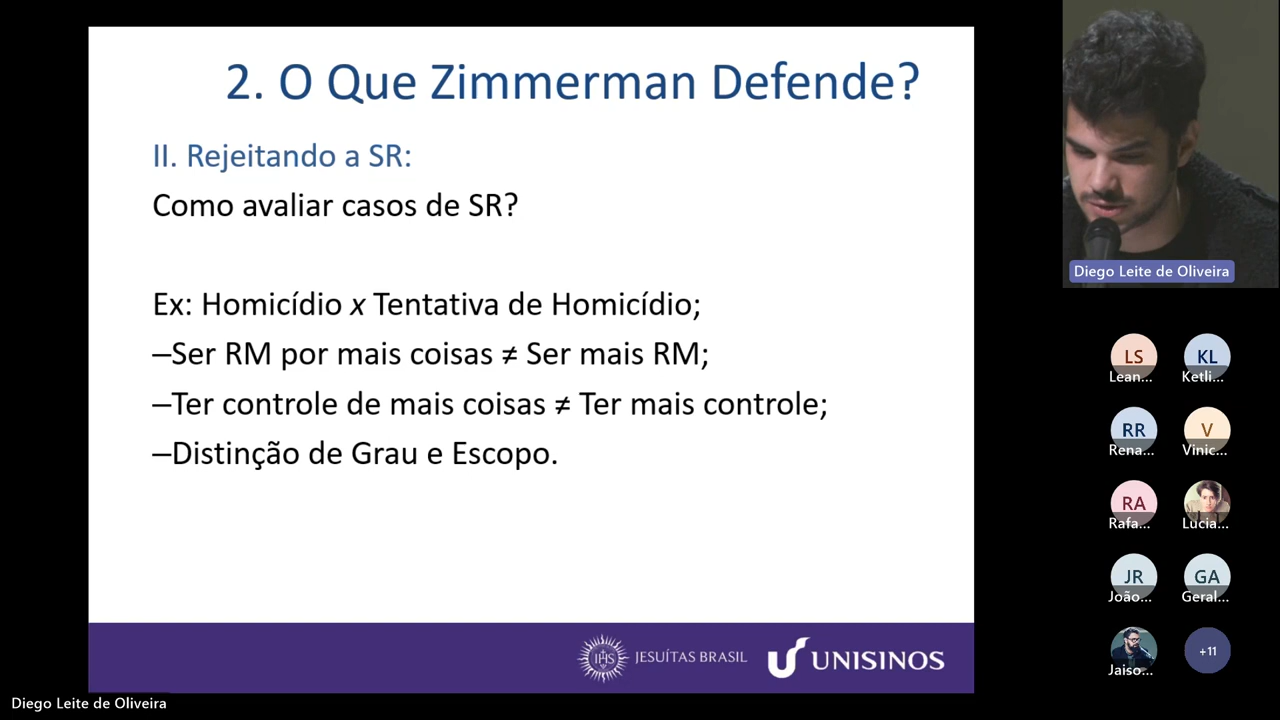 2. O Que Zimmerman Defende?
II. Rejeitando a SR:
Como avaliar casos de SR?
Ex: Homicídio x Tentativa de Homicídio;
–Ser RM por mais coisas ≠ Ser mais RM;
–Ter controle de mais coisas ≠ Ter mais controle;
–Distinção de Grau e Escopo.
IHS JESUÍTAS BRASIL UNISINOS
Diego Leite de Oliveira
Diego Leite de Oliveira
LS KL
Lean... Ketli...
RR V
Rena... Vinic...
RA
Rafa... Lucia...
JR GA
João... Geral...
+11
Jaiso...